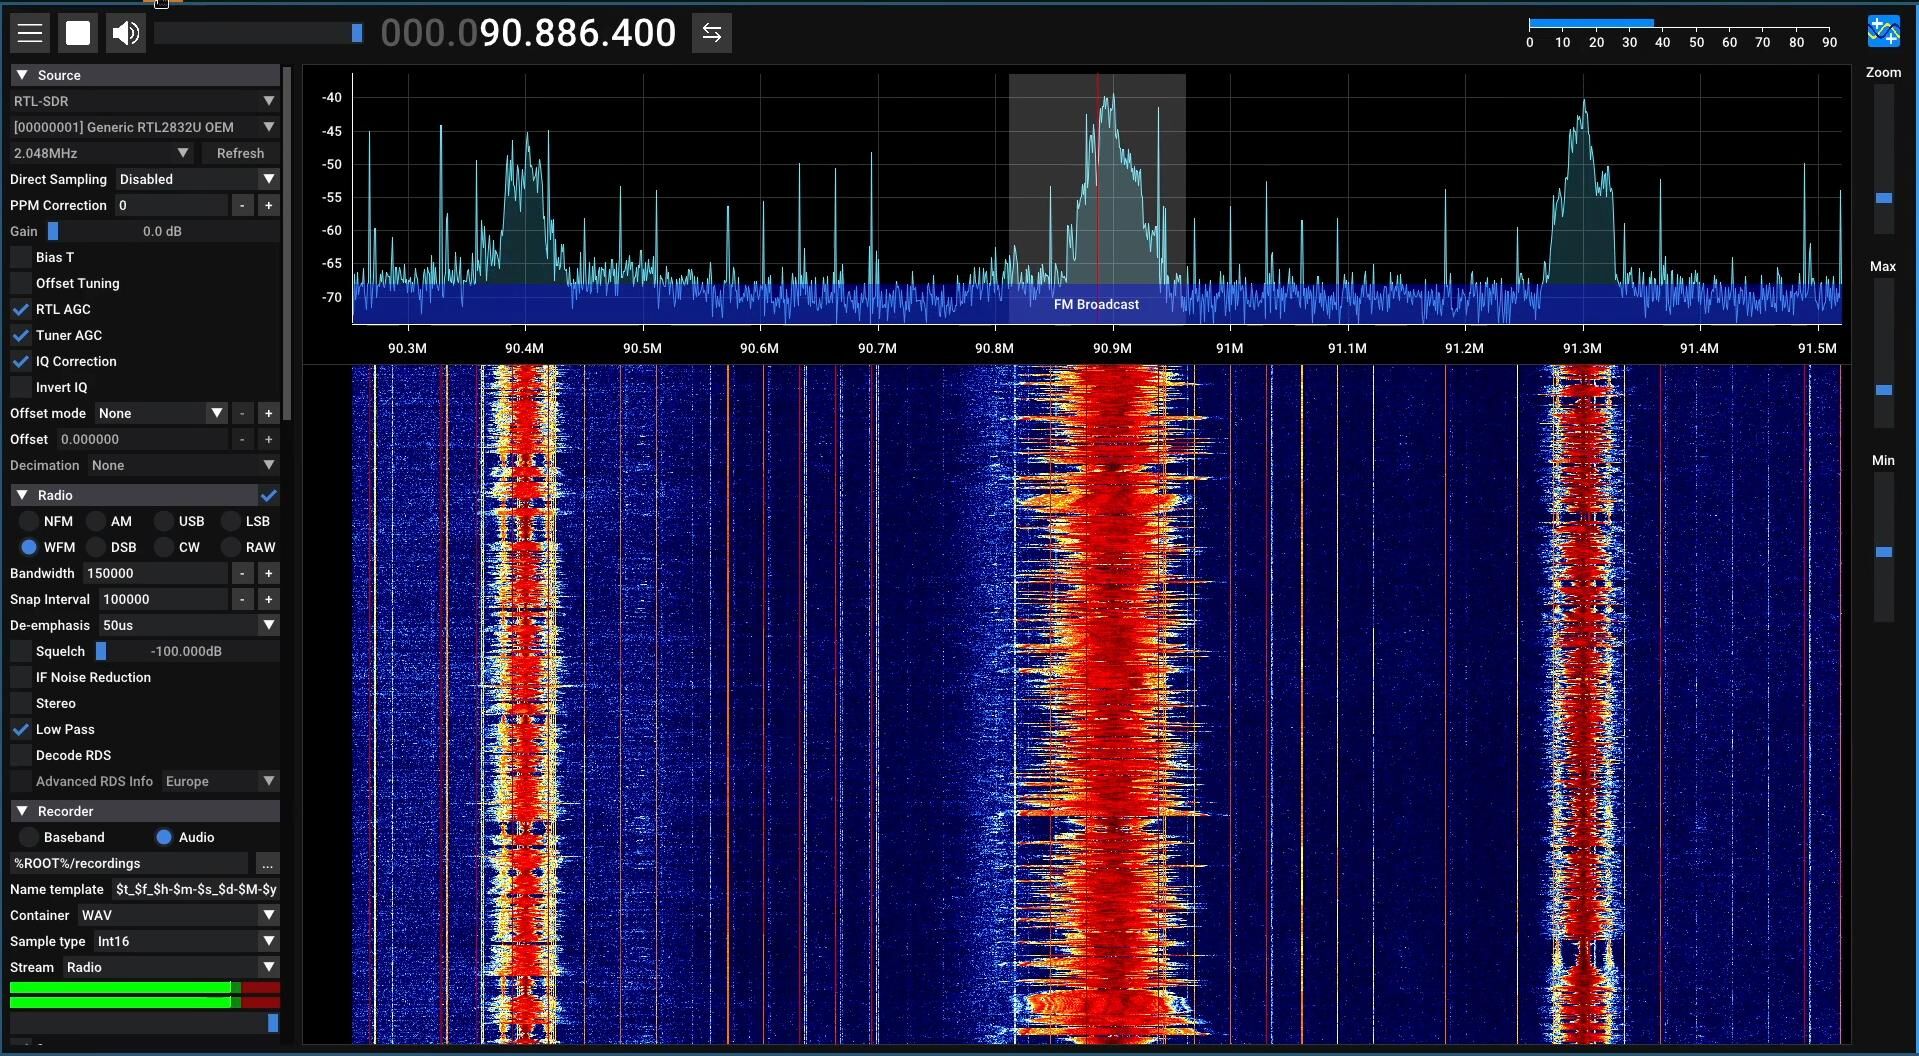 000.090.886.400
0 10 20 30 40 50 60 70 80 90
Source
RTL-SDR
[00000001] Generic RTL2832U OEM
2.048MHz Refresh
Direct Sampling Disabled
PPM Correction 0 - +
Gain 0.0 dB
Bias T
Offset Tuning
RTL AGC
Tuner AGC
IQ Correction
Invert IQ
Offset mode None - +
Offset 0.000000 - +
Decimation None
Radio
NFM AM USB LSB
WFM DSB CW RAW
Bandwidth 150000 - +
Snap Interval 100000 - +
De-emphasis 50us
Squelch -100.000dB
IF Noise Reduction
Stereo
Low Pass
Decode RDS
Advanced RDS Info Europe
Recorder
Baseband Audio
%ROOT%/recordings ...
Name template $t_$f_$h-$m-$s_$d-$M-$y
Container WAV
Sample type Int16
Stream Radio
-40
-45
-50
-55
-60
-65
-70
FM Broadcast
90.3M 90.4M 90.5M 90.6M 90.7M 90.8M 90.9M 91M 91.1M 91.2M 91.3M 91.4M 91.5M
Zoom
Max
Min